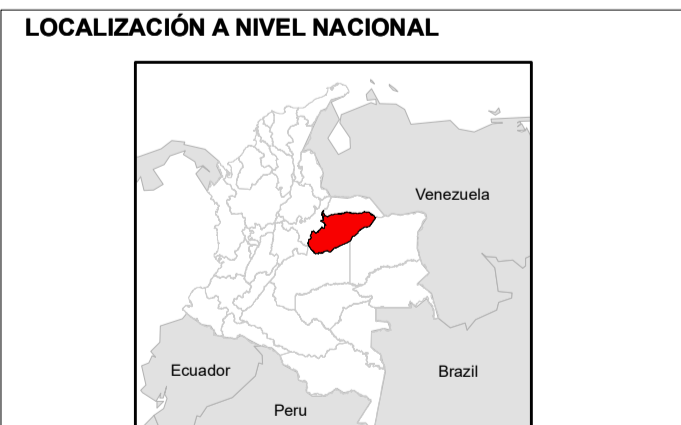 LOCALIZACIÓN A NIVEL NACIONAL
Venezuela
Ecuador
Brazil
Peru